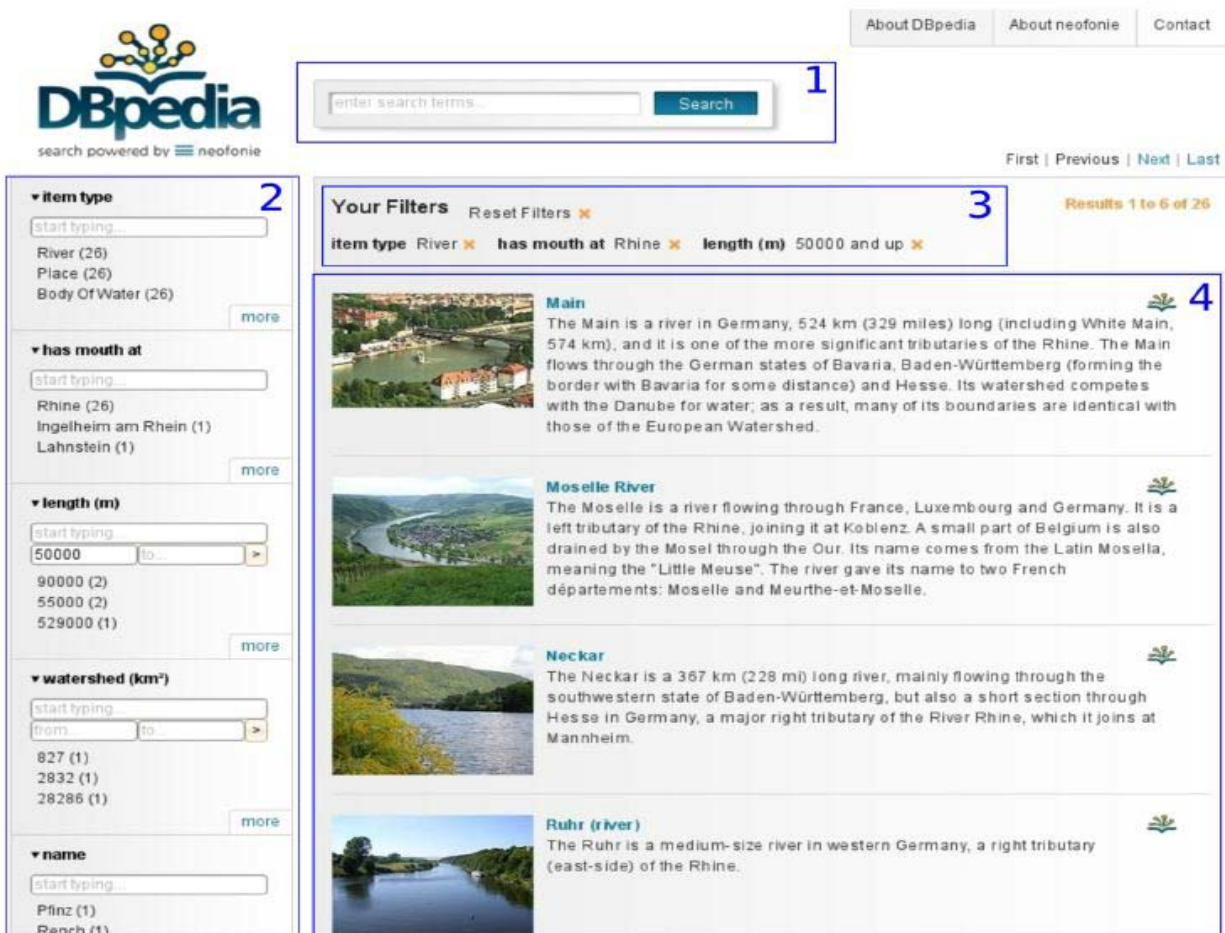 About DBpedia
About neofonie
Contact
DBpedia
search powered by neofonie
enter search terms...
Search
1
First | Previous | Next | Last
2
▾ item type
start typing...
River (26)
Place (26)
Body Of Water (26)
more
▾ has mouth at
start typing...
Rhine (26)
Ingelheim am Rhein (1)
Lahnstein (1)
more
▾ length (m)
start typing...
50000 to... >
90000 (2)
55000 (2)
529000 (1)
more
▾ watershed (km²)
start typing...
from... to... >
827 (1)
2832 (1)
28286 (1)
more
▾ name
start typing...
Pfinz (1)
Rench (1)
Your Filters Reset Filters ×
3
Results 1 to 6 of 26
item type River × has mouth at Rhine × length (m) 50000 and up ×
4
Main
The Main is a river in Germany, 524 km (329 miles) long (including White Main,
574 km), and it is one of the more significant tributaries of the Rhine. The Main
flows through the German states of Bavaria, Baden-Württemberg (forming the
border with Bavaria for some distance) and Hesse. Its watershed competes
with the Danube for water; as a result, many of its boundaries are identical with
those of the European Watershed.
Moselle River
The Moselle is a river flowing through France, Luxembourg and Germany. It is a
left tributary of the Rhine, joining it at Koblenz. A small part of Belgium is also
drained by the Mosel through the Our. Its name comes from the Latin Mosella,
meaning the "Little Meuse". The river gave its name to two French
départements: Moselle and Meurthe-et-Moselle.
Neckar
The Neckar is a 367 km (228 mi) long river, mainly flowing through the
southwestern state of Baden-Württemberg, but also a short section through
Hesse in Germany, a major right tributary of the River Rhine, which it joins at
Mannheim.
Ruhr (river)
The Ruhr is a medium-size river in western Germany, a right tributary
(east-side) of the Rhine.